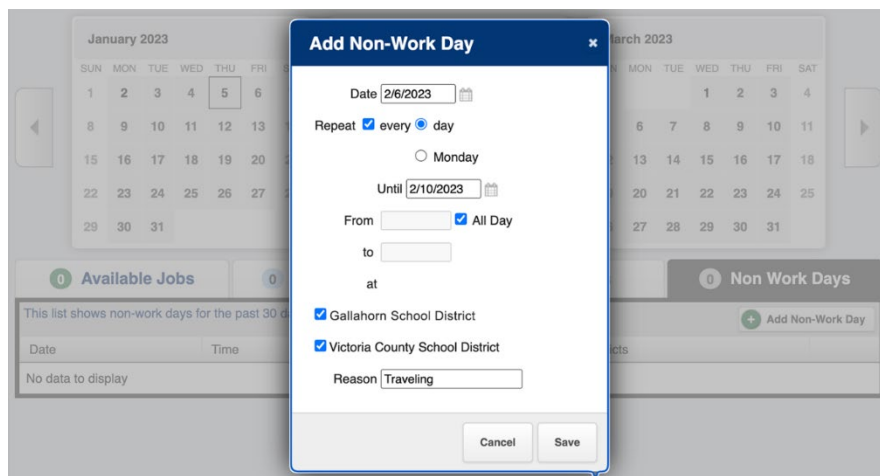 January 2023
SUN MON TUE WED THU FRI
1 2 3 4 5 6
8 9 10 11 12 13
15 16 17 18 19 20
22 23 24 25 26 27
29 30 31
Add Non-Work Day ×
Date 2/6/2023
Repeat every day
Monday
Until 2/10/2023
From All Day
to
at
Gallahorn School District
Victoria County School District
Reason Traveling
Cancel Save
March 2023
MON TUE WED THU FRI SAT
1 2 3 4
6 7 8 9 10 11
13 14 15 16 17 18
20 21 22 23 24 25
27 28 29 30 31
0 Available Jobs 0 0 Non Work Days
This list shows non-work days for the past 30 Add Non-Work Day
Date Time
No data to display